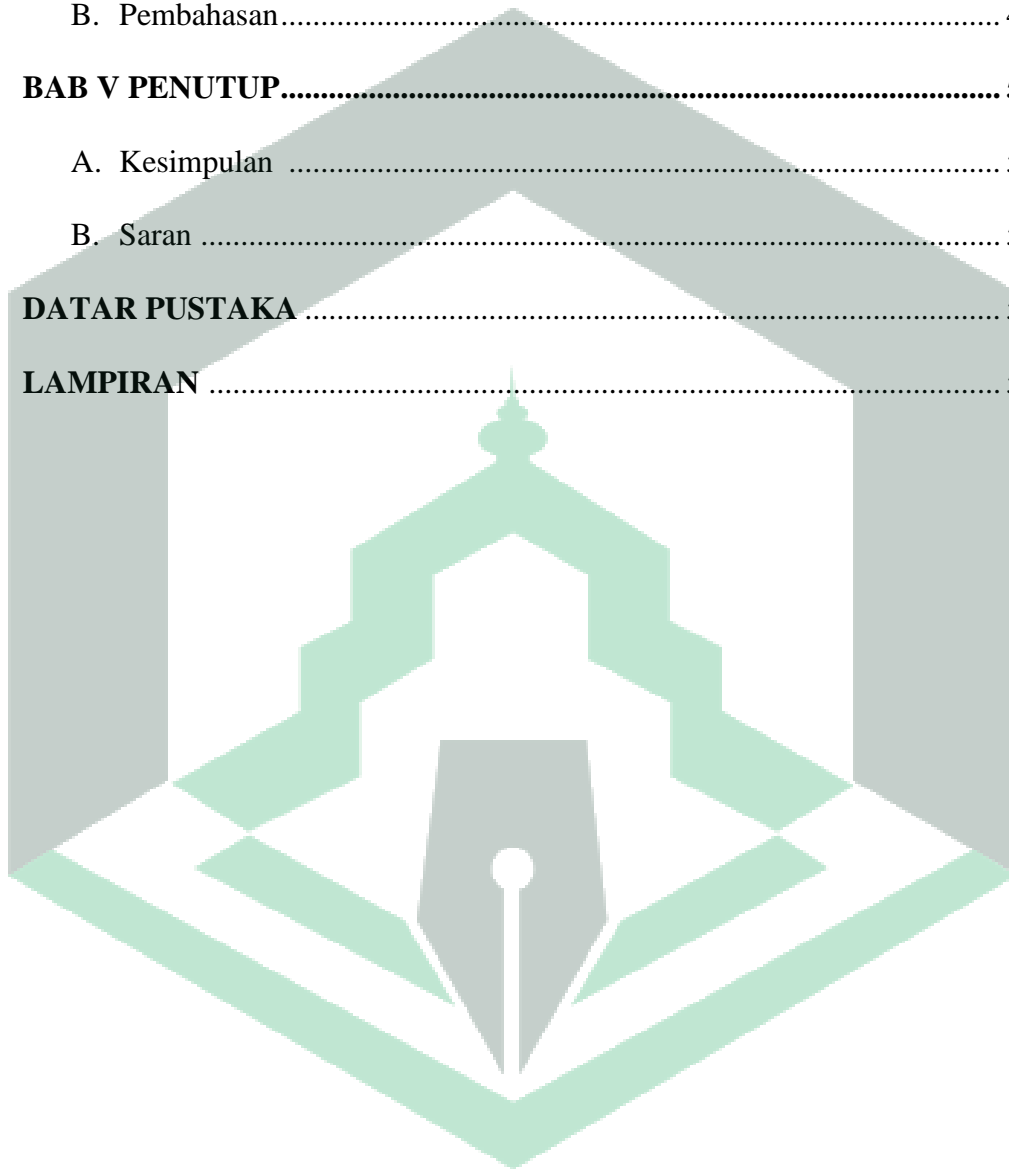 B. Pembahasan........................................................................................
BAB V PENUTUP........................................................................................
A. Kesimpulan ........................................................................................
B. Saran ........................................................................................
DATAR PUSTAKA ........................................................................................
LAMPIRAN ........................................................................................